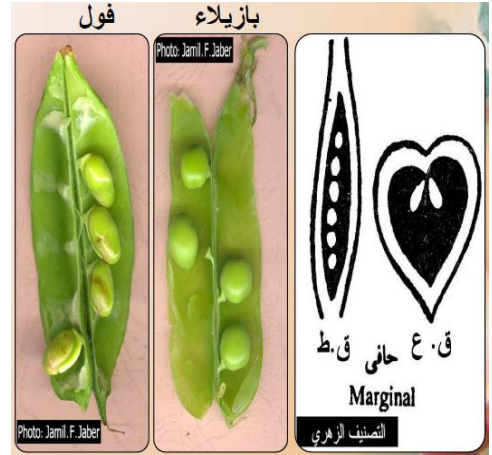 بازيلاء
فول
Photo: Jamil.F.Jaber
Photo: Jamil.F.Jaber
ق. ع
حافى
ق.ط
Marginal
التصنيف الزهري